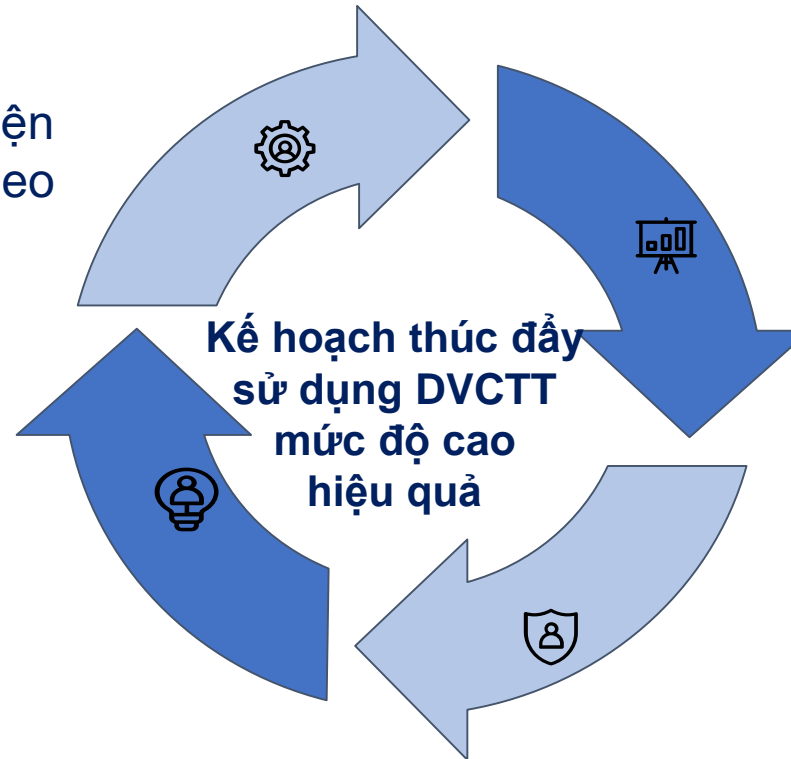 ện
eo
Kế hoạch thúc đẩy
sử dụng DVCTT
mức độ cao
hiệu quả